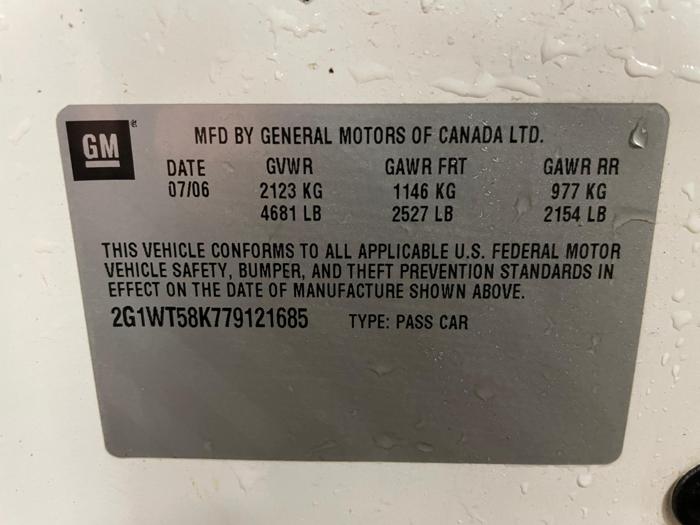 GM
MFD BY GENERAL MOTORS OF CANADA LTD.
DATE GVWR GAWR FRT GAWR RR
07/06 2123 KG 1146 KG 977 KG
4681 LB 2527 LB 2154 LB
THIS VEHICLE CONFORMS TO ALL APPLICABLE U.S. FEDERAL MOTOR
VEHICLE SAFETY, BUMPER, AND THEFT PREVENTION STANDARDS IN
EFFECT ON THE DATE OF MANUFACTURE SHOWN ABOVE.
2G1WT58K779121685 TYPE: PASS CAR